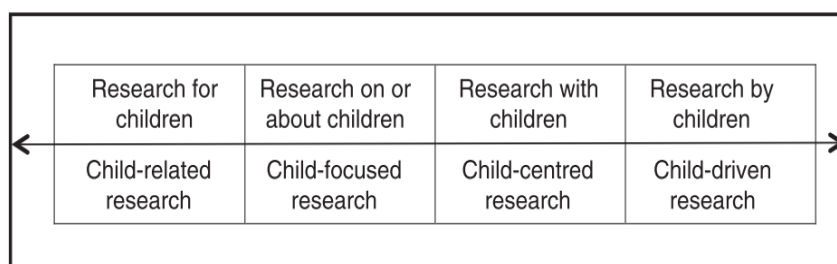 Research for
children
Research on or
about children
Research with
children
Research by
children
Child-related
research
Child-focused
research
Child-centred
research
Child-driven
research